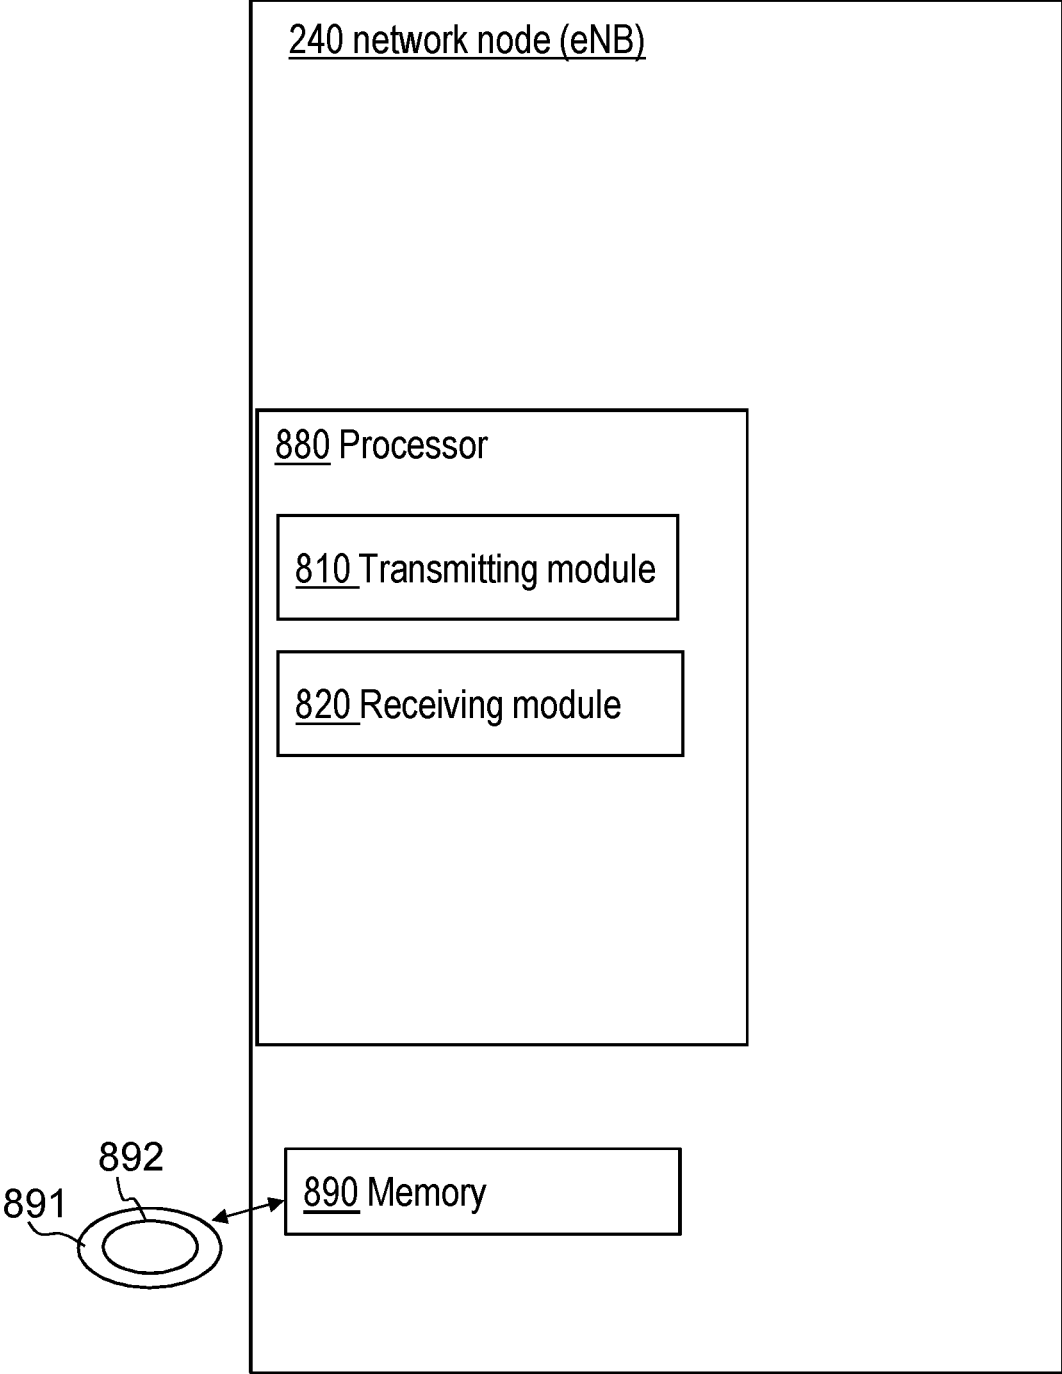 240 network node (eNB)
880 Processor
810 Transmitting module
820 Receiving module
892
891
890 Memory